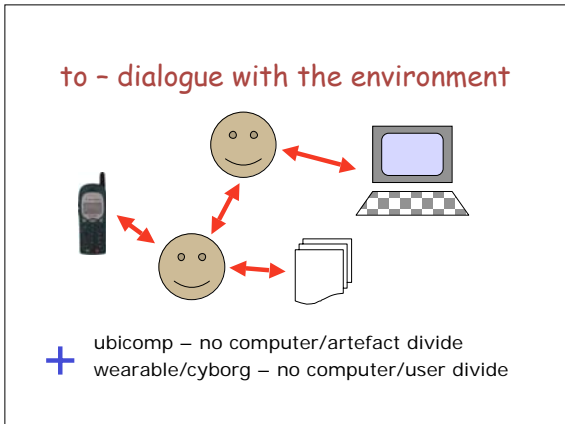 to – dialogue with the environment
+
ubicomp – no computer/artefact divide
wearable/cyborg – no computer/user divide